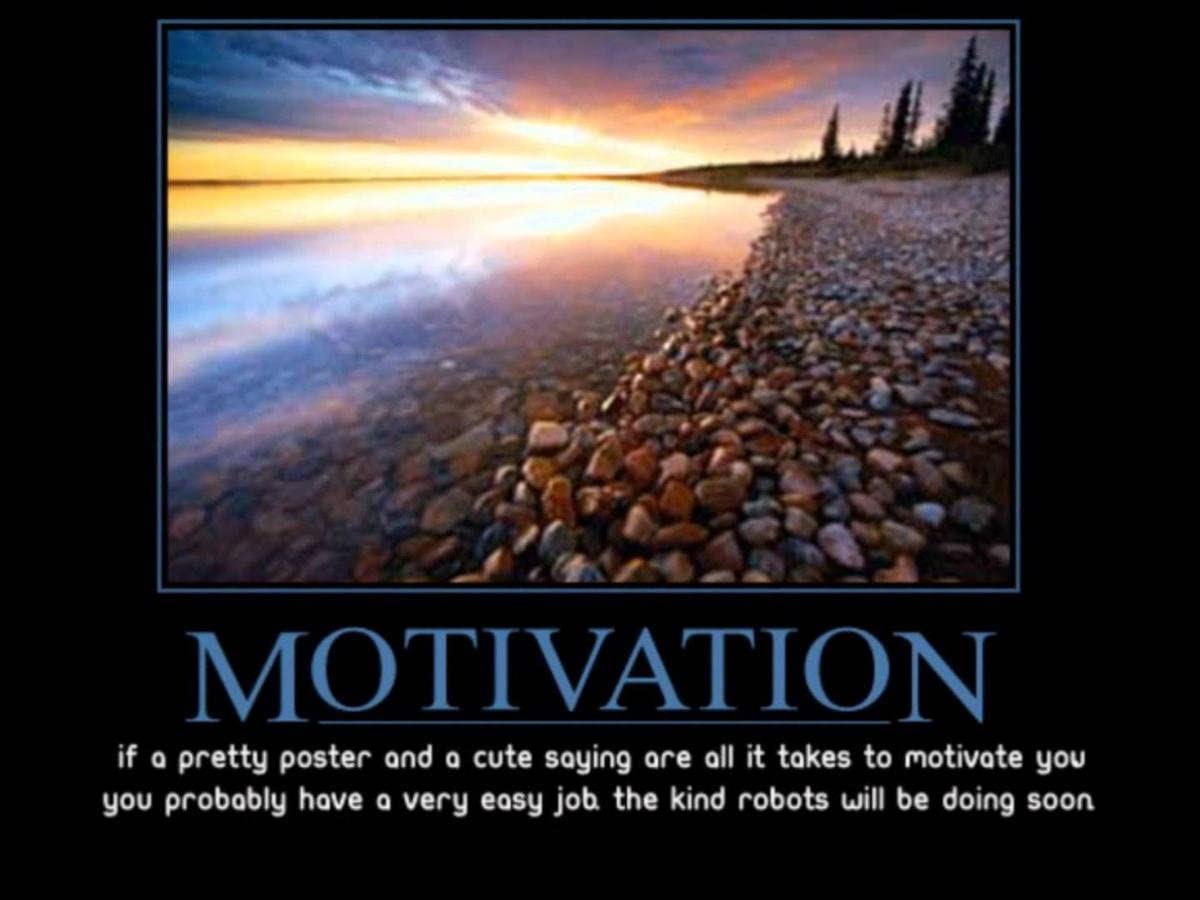 MOTIVATION
if a pretty poster and a cute saying are all it takes to motivate you
you probably have a very easy job. the kind robots will be doing soon.